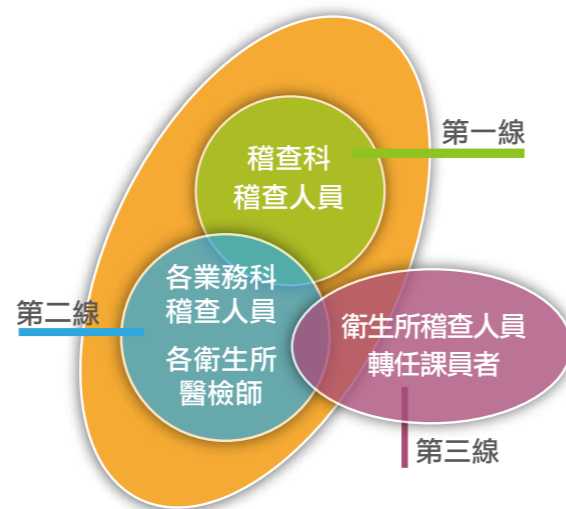 第一線
稽查科
稽查人員
第二線
各業務科
稽查人員
各衛生所
醫檢師
衛生所稽查人員
轉任課員者
第三線